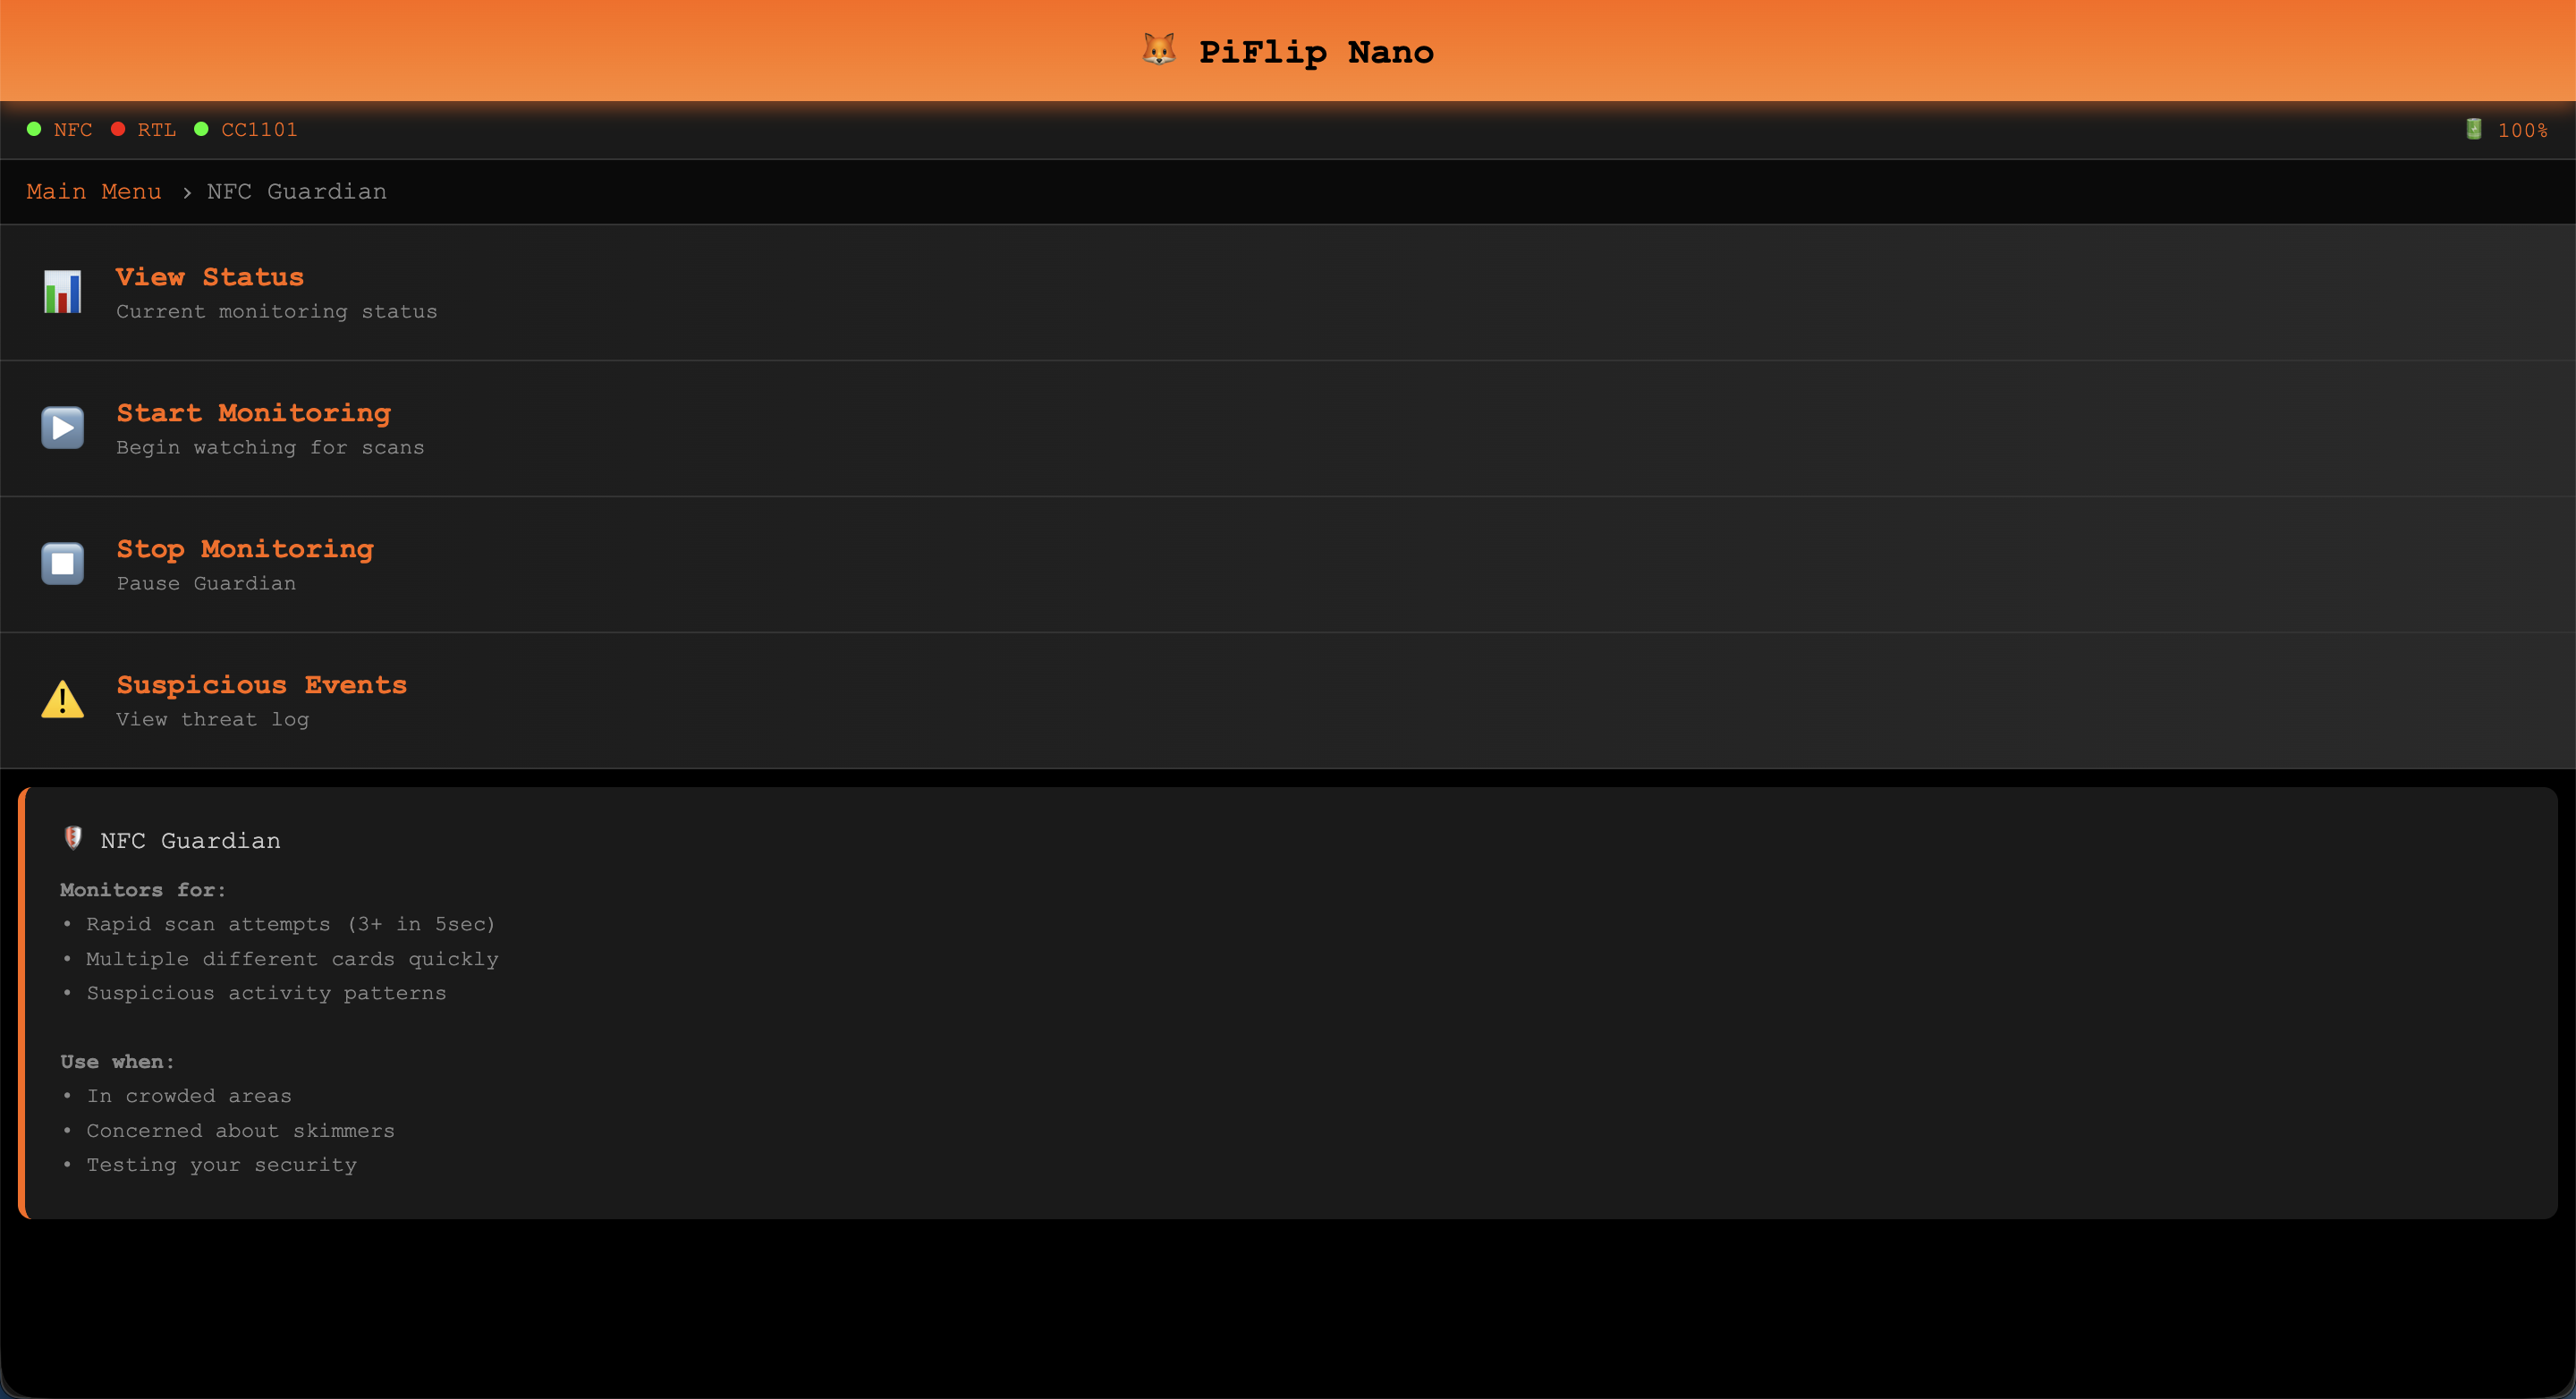 PiFlip Nano
NFC RTL CC1101 100%
Main Menu › NFC Guardian
View Status
Current monitoring status
Start Monitoring
Begin watching for scans
Stop Monitoring
Pause Guardian
Suspicious Events
View threat log
NFC Guardian
Monitors for:
• Rapid scan attempts (3+ in 5sec)
• Multiple different cards quickly
• Suspicious activity patterns
Use when:
• In crowded areas
• Concerned about skimmers
• Testing your security